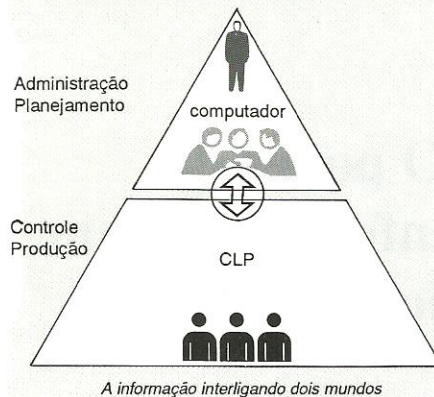 Administração
Planejamento
computador
Controle
Produção
CLP
A informação interligando dois mundos